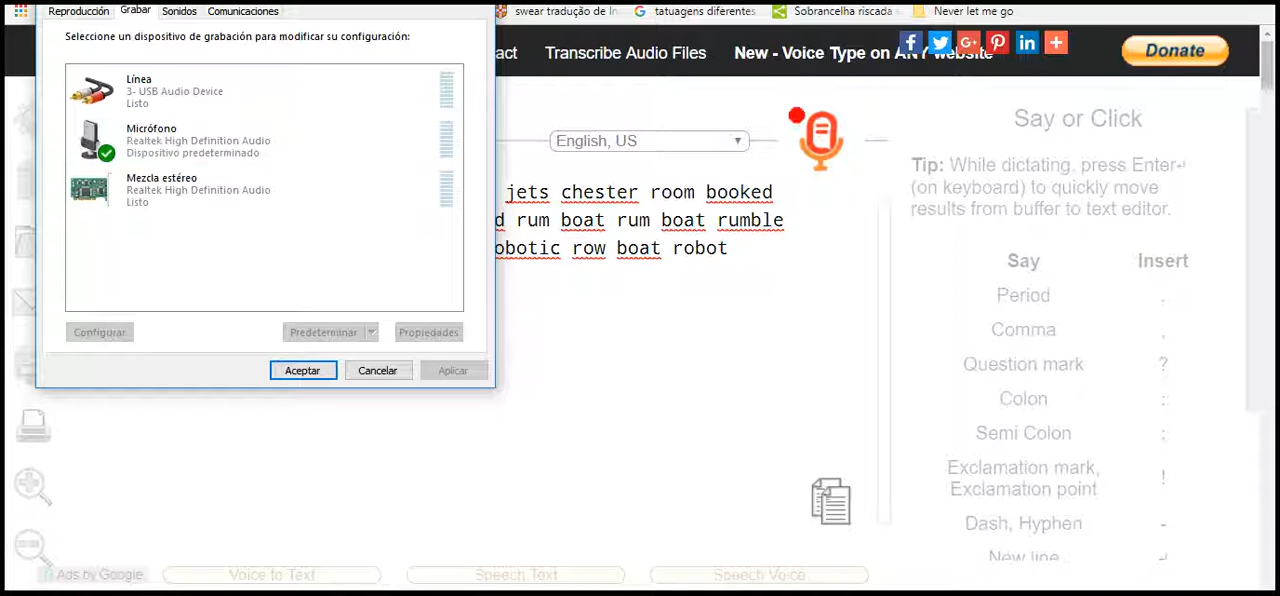 swear tradução de In
tatuagens diferentes
Sobrancelha riscada
Never let me go
Reproducción Grabar Sonidos Comunicaciones
Seleccione un dispositivo de grabación para modificar su configuración:
Línea
3- USB Audio Device
Listo
Micrófono
Realtek High Definition Audio
Dispositivo predeterminado
Mezcla estéreo
Realtek High Definition Audio
Listo
Configurar Predeterminar Propiedades
Aceptar Cancelar Aplicar
act Transcribe Audio Files New - Voice Type on ANY website
Donate
English, US
jets chester room booked
d rum boat rum boat rumble
obotic row boat robot
Say or Click
Tip: While dictating, press Enter↵
(on keyboard) to quickly move
results from buffer to text editor.
Say Insert
Period .
Comma ,
Question mark ?
Colon :
Semi Colon ;
Exclamation mark,
Exclamation point !
Dash, Hyphen -
New line ↵
Ads by Google Voice to Text Speech Text Speech Voice